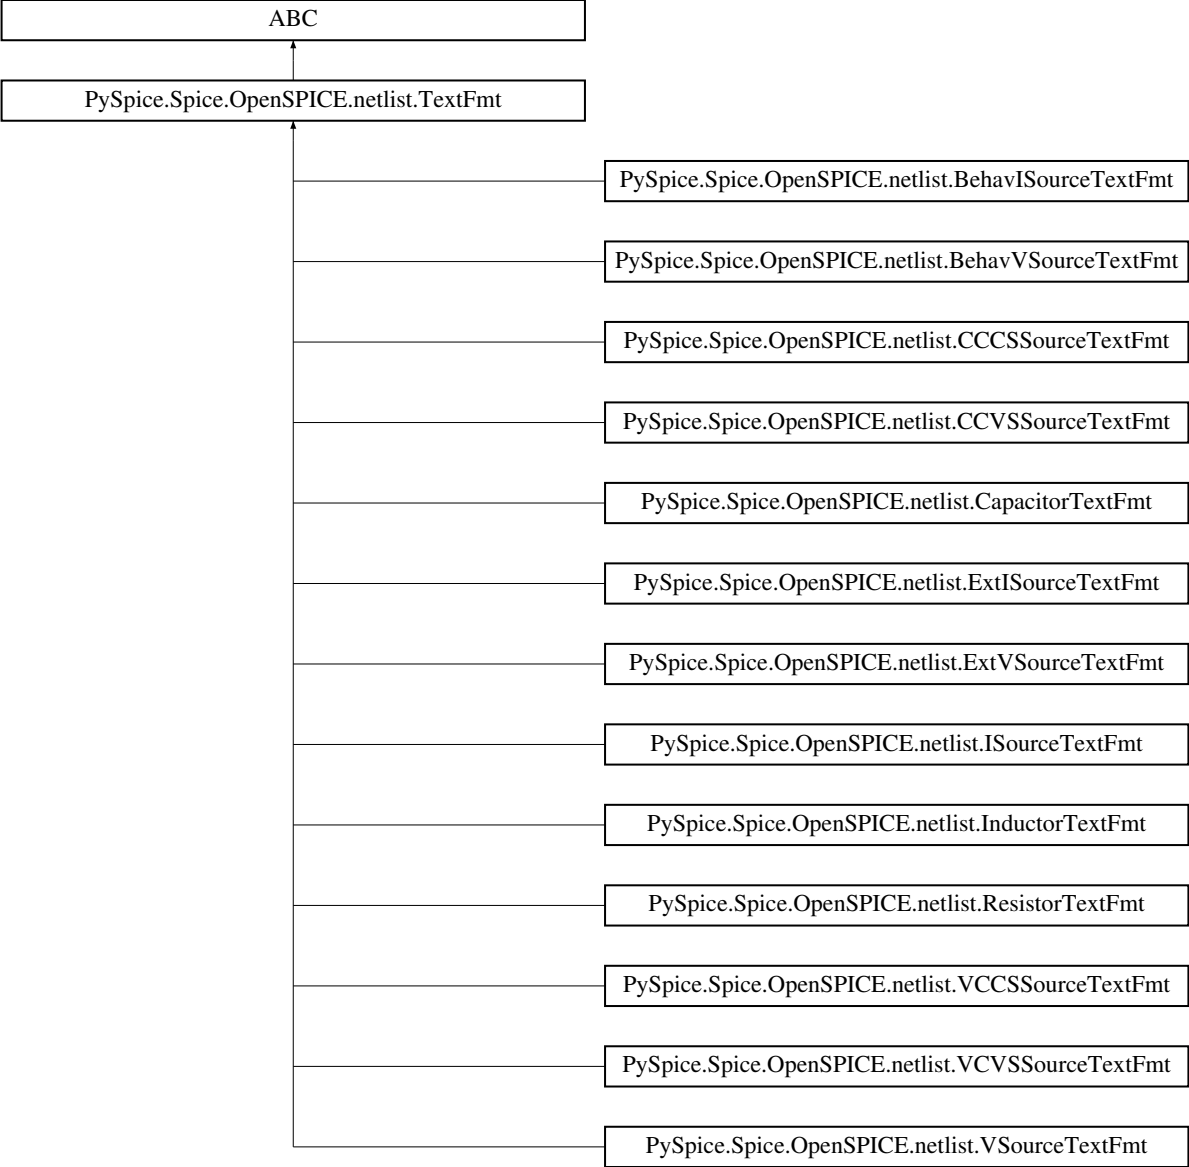 ABC
PySpice.Spice.OpenSPICE.netlist.TextFmt
PySpice.Spice.OpenSPICE.netlist.BehavISourceTextFmt
PySpice.Spice.OpenSPICE.netlist.BehavVSourceTextFmt
PySpice.Spice.OpenSPICE.netlist.CCCSSourceTextFmt
PySpice.Spice.OpenSPICE.netlist.CCVSSourceTextFmt
PySpice.Spice.OpenSPICE.netlist.CapacitorTextFmt
PySpice.Spice.OpenSPICE.netlist.ExtISourceTextFmt
PySpice.Spice.OpenSPICE.netlist.ExtVSourceTextFmt
PySpice.Spice.OpenSPICE.netlist.ISourceTextFmt
PySpice.Spice.OpenSPICE.netlist.InductorTextFmt
PySpice.Spice.OpenSPICE.netlist.ResistorTextFmt
PySpice.Spice.OpenSPICE.netlist.VCCSSourceTextFmt
PySpice.Spice.OpenSPICE.netlist.VCVSSourceTextFmt
PySpice.Spice.OpenSPICE.netlist.VSourceTextFmt